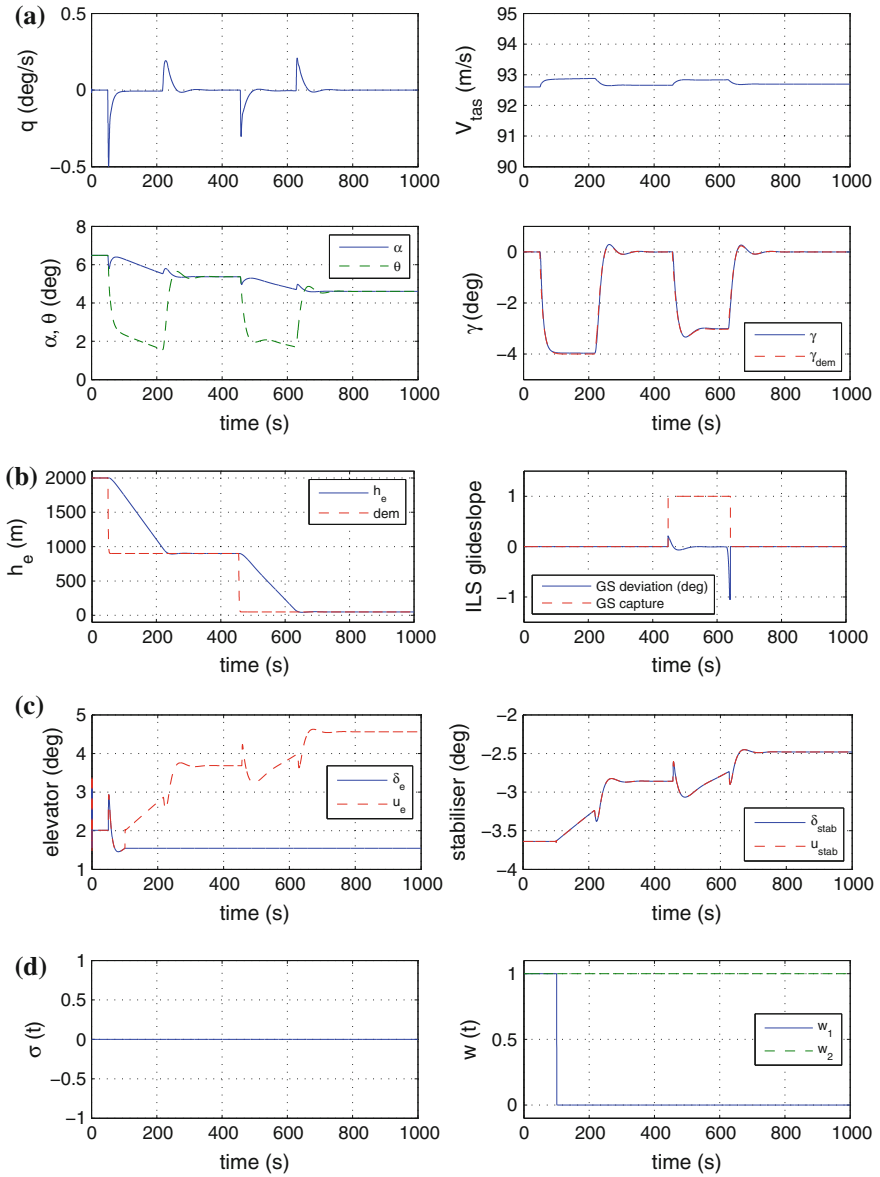 (a)
q (deg/s)
0.5
0
−0.5
0 200 400 600 800 1000
V_tas (m/s)
95
94
93
92
91
90
0 200 400 600 800 1000
α, θ (deg)
8
6
4
2
0
α
θ
0 200 400 600 800 1000
time (s)
γ (deg)
0
−2
−4
γ
γ_dem
0 200 400 600 800 1000
time (s)
(b)
h_e (m)
2000
1500
1000
500
0
h_e
dem
0 200 400 600 800 1000
time (s)
ILS glideslope
1
0
−1
GS deviation (deg)
GS capture
0 200 400 600 800 1000
time (s)
(c)
elevator (deg)
5
4
3
2
1
δ_e
u_e
0 200 400 600 800 1000
time (s)
stabiliser (deg)
−2
−2.5
−3
−3.5
−4
δ_stab
u_stab
0 200 400 600 800 1000
time (s)
(d)
σ (t)
1
0.5
0
−0.5
−1
0 200 400 600 800 1000
time (s)
w (t)
1
0.5
0
w_1
w_2
0 200 400 600 800 1000
time (s)